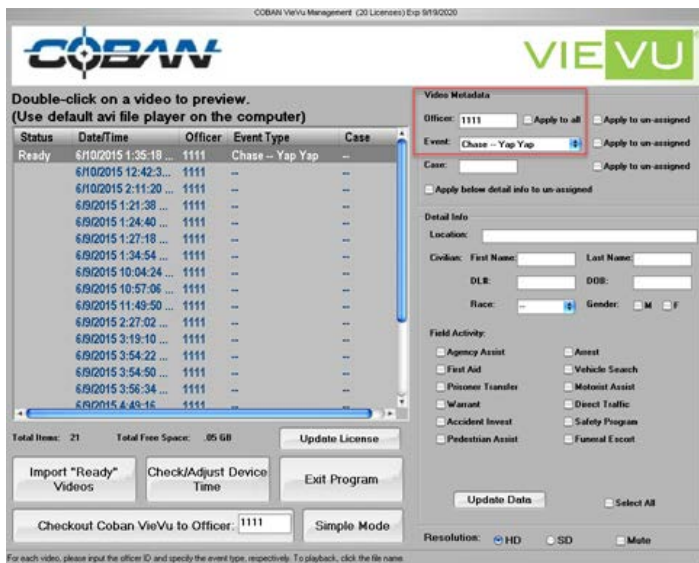 COBAN VieVu Management (20 Licenses) Exp 9/19/2020
COBAN
VIEVU
Double-click on a video to preview.
(Use default avi file player on the computer)
Status Date/Time Officer Event Type Case
Ready 6/10/2015 1:35:18 ... 1111 Chase -- Yap Yap --
6/10/2015 12:42:3... 1111 -- --
6/10/2015 2:11:20 ... 1111 -- --
6/9/2015 1:21:38 ... 1111 -- --
6/9/2015 1:24:40 ... 1111 -- --
6/9/2015 1:27:18 ... 1111 -- --
6/9/2015 1:34:54 ... 1111 -- --
6/9/2015 10:04:24 ... 1111 -- --
6/9/2015 10:57:06 ... 1111 -- --
6/9/2015 11:49:50 ... 1111 -- --
6/9/2015 2:27:02 ... 1111 -- --
6/9/2015 3:19:10 ... 1111 -- --
6/9/2015 3:54:22 ... 1111 -- --
6/9/2015 3:54:50 ... 1111 -- --
6/9/2015 3:56:34 ... 1111 -- --
6/9/2015 4:49:16 1111 -- --
Total Items: 21 Total Free Space: .05 GB
Update License
Import "Ready" Videos
Check/Adjust Device Time
Exit Program
Checkout Coban VieVu to Officer: 1111
Simple Mode
Video Metadata
Officer: 1111 Apply to all Apply to un-assigned
Event: Chase -- Yap Yap Apply to un-assigned
Case: Apply to un-assigned
Apply below detail info to un-assigned
Detail Info
Location:
Civilian: First Name: Last Name:
DL#: DOB:
Race: -- Gender: M F
Field Activity:
Agency Assist Arrest
First Aid Vehicle Search
Prisoner Transfer Motorist Assist
Warrant Direct Traffic
Accident Invest Safety Program
Pedestrian Assist Funeral Escort
Update Data Select All
Resolution: HD SD Mute
For each video, please input the officer ID and specify the event type, respectively. To playback, click the file name